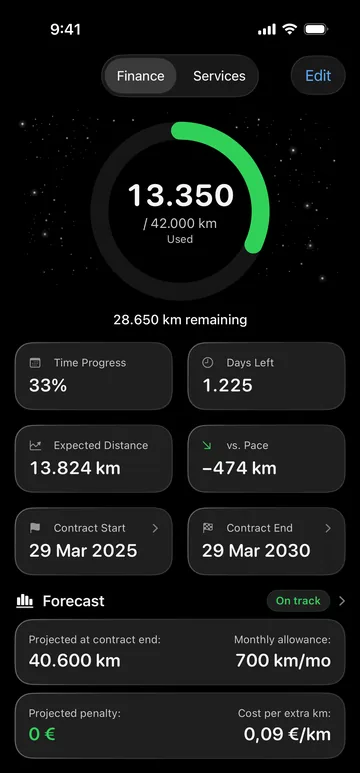 9:41
Finance Services Edit
13.350
/ 42.000 km
Used
28.650 km remaining
Time Progress
33%
Days Left
1.225
Expected Distance
13.824 km
vs. Pace
−474 km
Contract Start
29 Mar 2025
Contract End
29 Mar 2030
Forecast On track
Projected at contract end:
40.600 km
Monthly allowance:
700 km/mo
Projected penalty:
0 €
Cost per extra km:
0,09 €/km